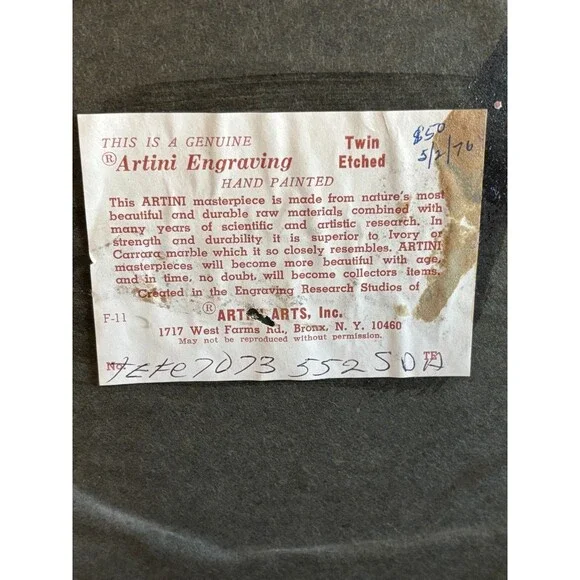 THIS IS A GENUINE
®Artini Engraving
HAND PAINTED
Twin
Etched
$50
5/2/76
This ARTINI masterpiece is made from nature's most
beautiful and durable raw materials combined with
many years of scientific and artistic research. In
strength and durability it is superior to Ivory or
Carrara marble which it so closely resembles. ARTINI
masterpieces will become more beautiful with age,
and in time, no doubt, will become collectors items.
Created in the Engraving Research Studios of
® ARTS, Inc.
F-11
1717 West Farms Rd., Bronx, N. Y. 10460
May not be reproduced without permission.
No. 7073 552 TE